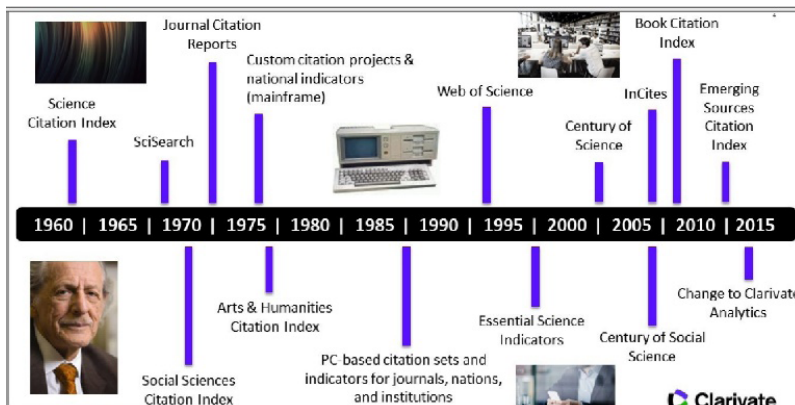 Journal Citation
Reports
Book Citation
Index
Custom citation projects &
national indicators
(mainframe)
Science
Citation Index
SciSearch
Web of Science
Century of
Science
InCites
Emerging
Sources
Citation
Index
1960 | 1965 | 1970 | 1975 | 1980 | 1985 | 1990 | 1995 | 2000 | 2005 | 2010 | 2015
Social Sciences
Citation Index
Arts & Humanities
Citation Index
PC-based citation sets and
indicators for journals, nations,
and institutions
Essential Science
Indicators
Century of Social
Science
Change to Clarivate
Analytics
Clarivate